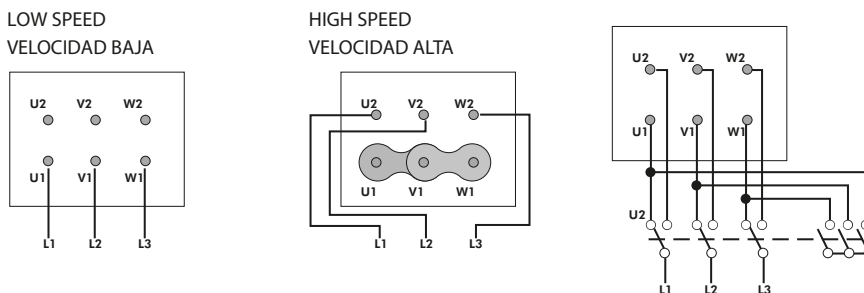 LOW SPEED
VELOCIDAD BAJA
U2 V2 W2
U1 V1 W1
L1 L2 L3
HIGH SPEED
VELOCIDAD ALTA
U2 V2 W2
U1 V1 W1
L1 L2 L3
U2 V2 W2
U1 V1 W1
U2
L1 L2 L3